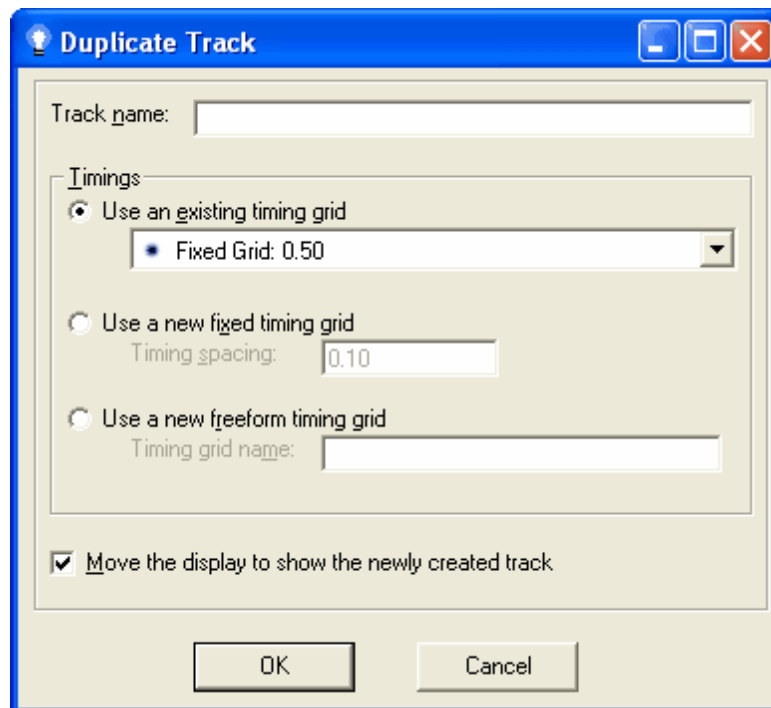 Duplicate Track
Track name:
Timings
Use an existing timing grid
Fixed Grid: 0.50
Use a new fixed timing grid
Timing spacing: 0.10
Use a new freeform timing grid
Timing grid name:
Move the display to show the newly created track
OK Cancel